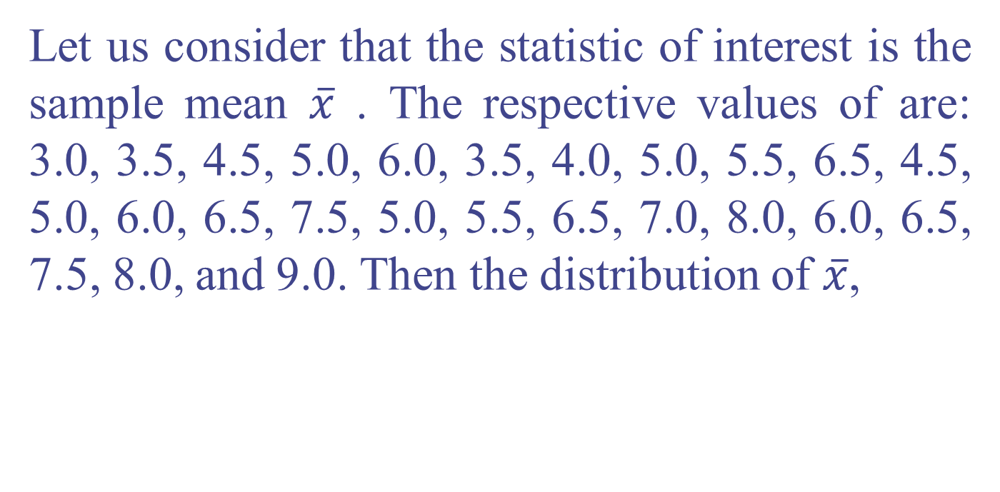 Let us consider that the statistic of interest is the
sample mean x̄ . The respective values of are:
3.0, 3.5, 4.5, 5.0, 6.0, 3.5, 4.0, 5.0, 5.5, 6.5, 4.5,
5.0, 6.0, 6.5, 7.5, 5.0, 5.5, 6.5, 7.0, 8.0, 6.0, 6.5,
7.5, 8.0, and 9.0. Then the distribution of x̄,